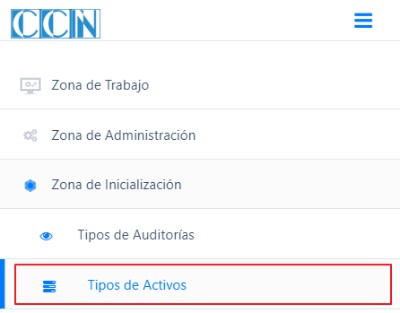 CCN
Zona de Trabajo
Zona de Administración
Zona de Inicialización
Tipos de Auditorías
Tipos de Activos